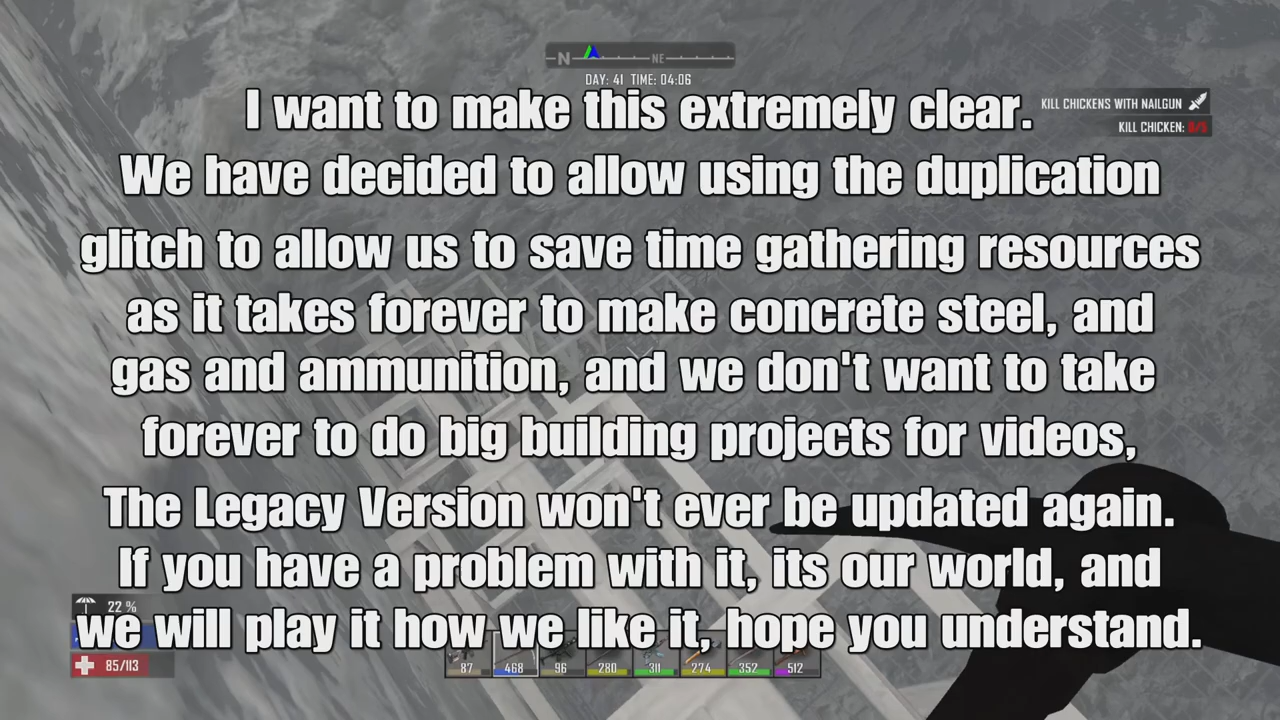 N NE
DAY: 41 TIME: 04:06
I want to make this extremely clear.
KILL CHICKENS WITH NAILGUN
KILL CHICKEN: 0/5
We have decided to allow using the duplication
glitch to allow us to save time gathering resources
as it takes forever to make concrete steel, and
gas and ammunition, and we don't want to take
forever to do big building projects for videos,
The Legacy Version won't ever be updated again.
If you have a problem with it, its our world, and
22 %
we will play it how we like it, hope you understand.
85/113
87 468 96 280 311 274 352 512